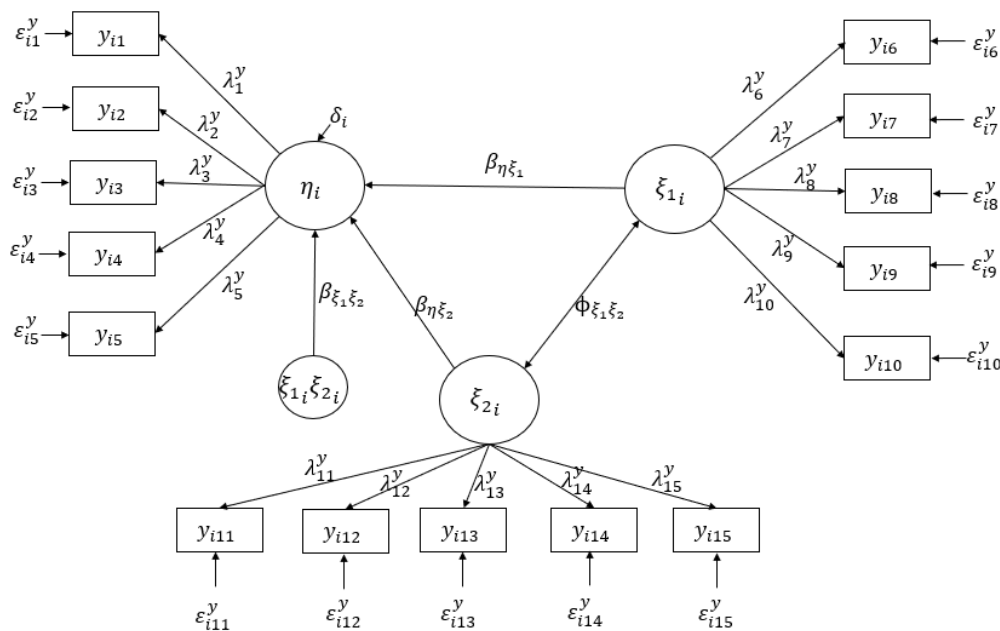 ε_{i1}^y
y_{i1}
λ_1^y
ε_{i2}^y
y_{i2}
λ_2^y
δ_i
ε_{i3}^y
y_{i3}
λ_3^y
η_i
ε_{i4}^y
y_{i4}
λ_4^y
ε_{i5}^y
y_{i5}
λ_5^y
β_{ηξ_1}
ξ_{1_i}
λ_6^y
y_{i6}
ε_{i6}^y
λ_7^y
y_{i7}
ε_{i7}^y
λ_8^y
y_{i8}
ε_{i8}^y
λ_9^y
y_{i9}
ε_{i9}^y
λ_{10}^y
y_{i10}
ε_{i10}^y
β_{ξ_1ξ_2}
β_{ηξ_2}
ϕ_{ξ_1ξ_2}
ξ_{1_i}ξ_{2_i}
ξ_{2_i}
λ_{11}^y
λ_{12}^y
λ_{13}^y
λ_{14}^y
λ_{15}^y
y_{i11}
y_{i12}
y_{i13}
y_{i14}
y_{i15}
ε_{i11}^y
ε_{i12}^y
ε_{i13}^y
ε_{i14}^y
ε_{i15}^y